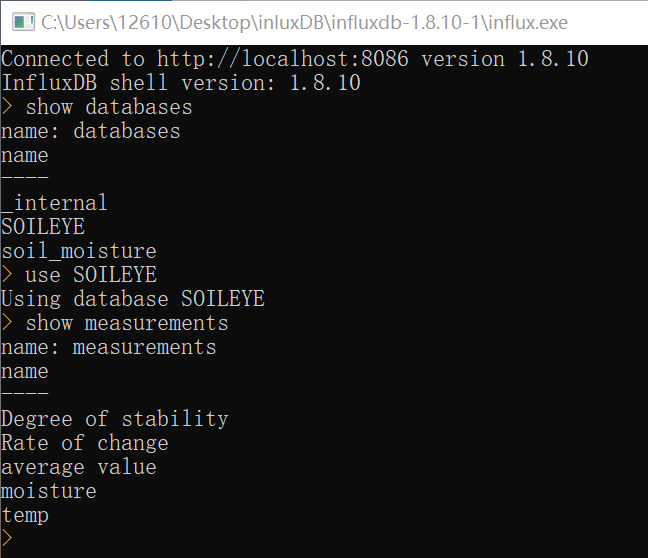 C:\Users\12610\Desktop\inluxDB\influxdb-1.8.10-1\influx.exe
Connected to http://localhost:8086 version 1.8.10
InfluxDB shell version: 1.8.10
> show databases
name: databases
name
----
_internal
SOILEYE
soil_moisture
> use SOILEYE
Using database SOILEYE
> show measurements
name: measurements
name
----
Degree of stability
Rate of change
average value
moisture
temp
>